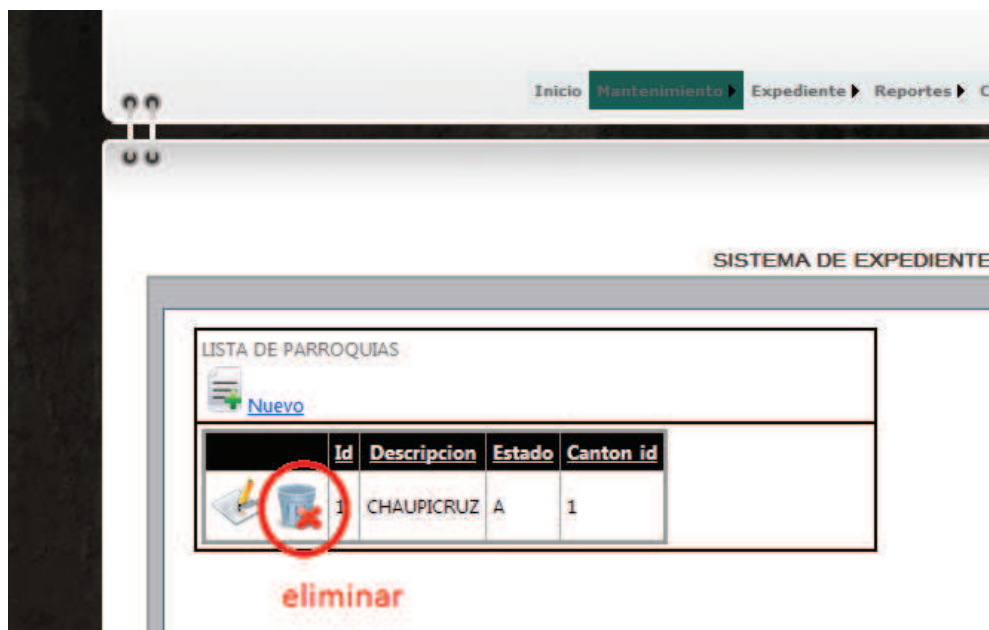 Inicio Mantenimiento Expediente Reportes C
SISTEMA DE EXPEDIENTE
LISTA DE PARROQUIAS
Nuevo
Id Descripcion Estado Canton id
1 CHAUPICRUZ A 1
eliminar